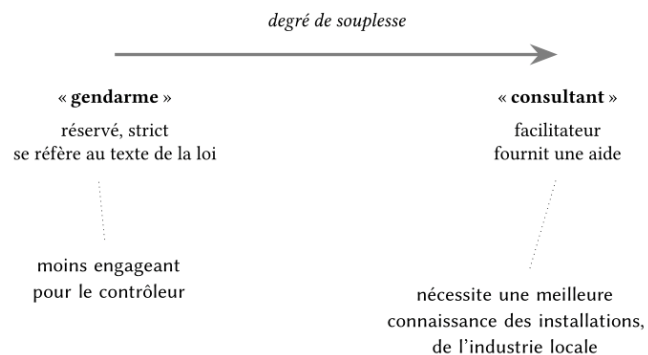 degré de souplesse
« gendarme »
réservé, strict
se réfère au texte de la loi
« consultant »
facilitateur
fournit une aide
moins engageant
pour le contrôleur
nécessite une meilleure
connaissance des installations,
de l'industrie locale